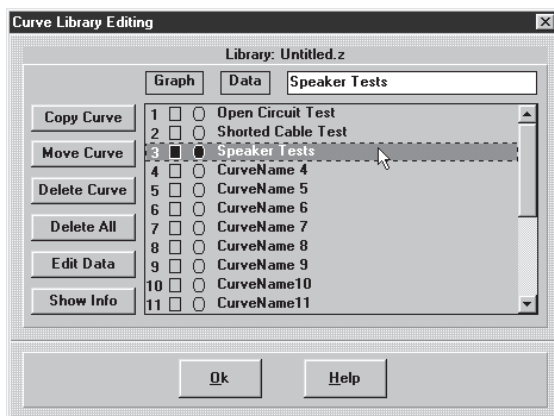 Curve Library Editing
Library: Untitled.z
Graph Data Speaker Tests
Copy Curve
Move Curve
Delete Curve
Delete All
Edit Data
Show Info
1 Open Circuit Test
2 Shorted Cable Test
3 Speaker Tests
4 CurveName 4
5 CurveName 5
6 CurveName 6
7 CurveName 7
8 CurveName 8
9 CurveName 9
10 CurveName10
11 CurveName11
Ok Help